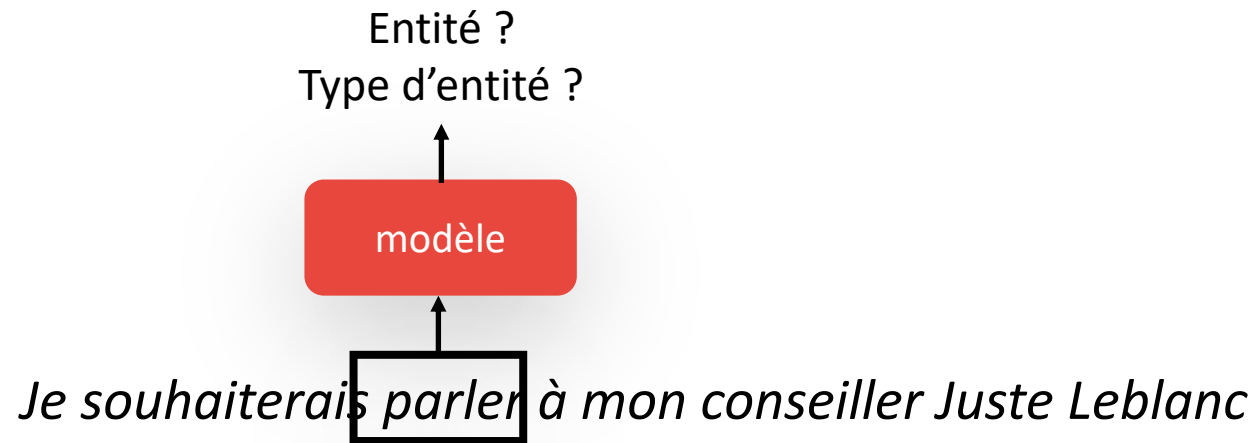 Entité ?
Type d’entité ?
modèle
Je souhaiterais parler à mon conseiller Juste Leblanc